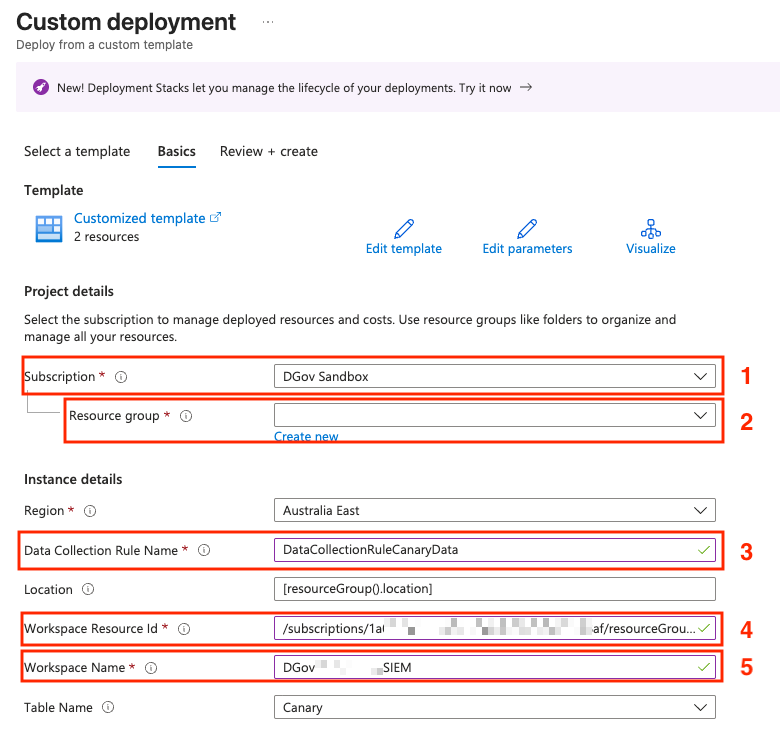 Custom deployment ...
Deploy from a custom template
New! Deployment Stacks let you manage the lifecycle of your deployments. Try it now →
Select a template Basics Review + create
Template
Customized template
2 resources
Edit template Edit parameters Visualize
Project details
Select the subscription to manage deployed resources and costs. Use resource groups like folders to organize and
manage all your resources.
Subscription * DGov Sandbox 1
Resource group * 2
Create new
Instance details
Region * Australia East
Data Collection Rule Name * DataCollectionRuleCanaryData 3
Location [resourceGroup().location]
Workspace Resource Id * /subscriptions/1a af/resourceGrou... 4
Workspace Name * DGov SIEM 5
Table Name Canary